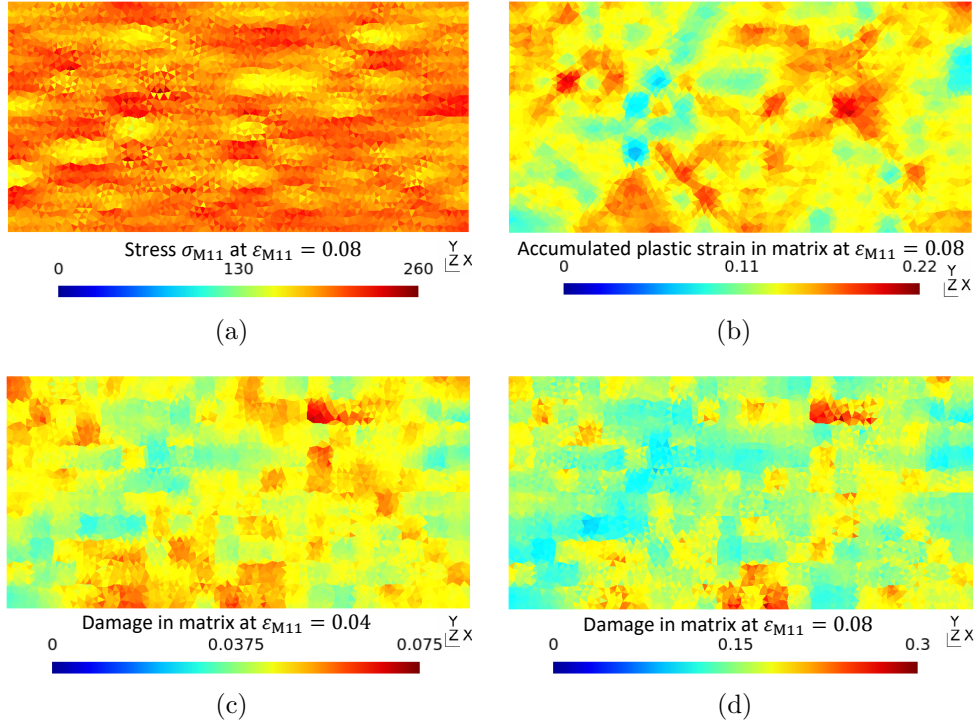 Stress σM11 at εM11 = 0.08
0 130 260
Y
Z X
(a)
Accumulated plastic strain in matrix at εM11 = 0.08
0 0.11 0.22
Y
Z X
(b)
Damage in matrix at εM11 = 0.04
0 0.0375 0.075
Y
Z X
(c)
Damage in matrix at εM11 = 0.08
0 0.15 0.3
Y
Z X
(d)